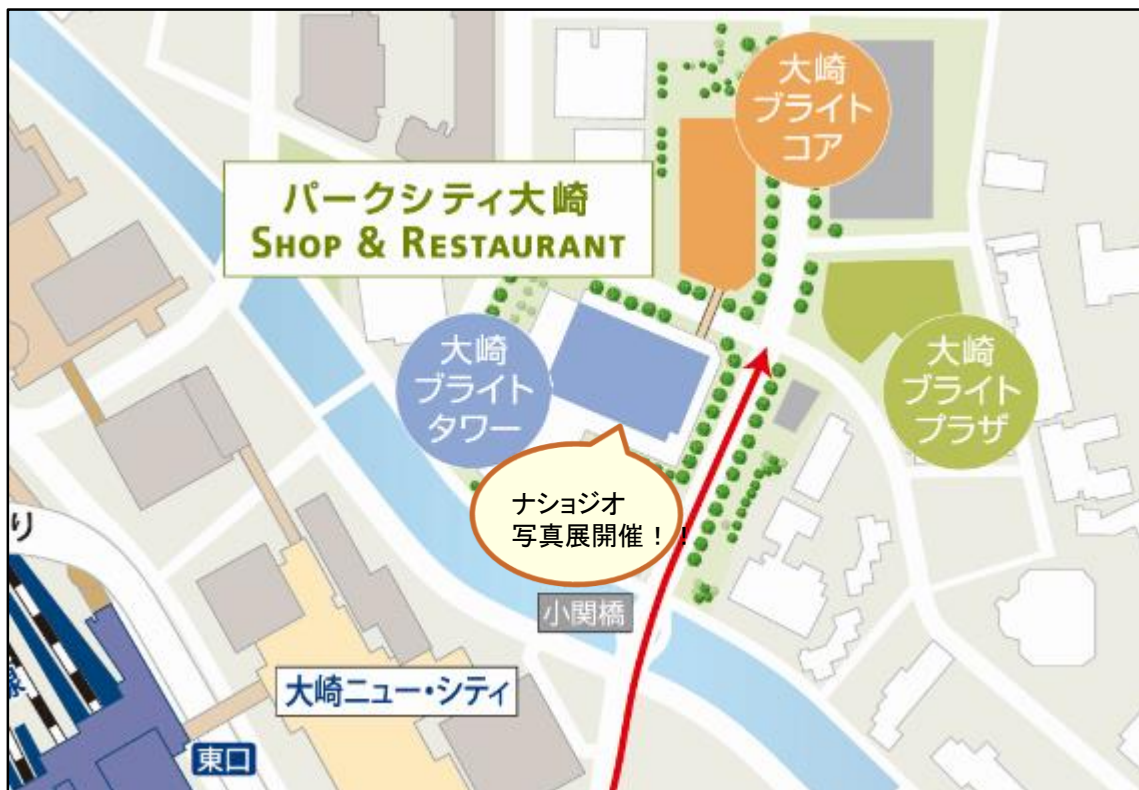 大崎
ブライト
コア
パークシティ大崎
SHOP & RESTAURANT
大崎
ブライト
タワー
大崎
ブライト
プラザ
ナショジオ
写真展開催！！
り
小関橋
大崎ニュー・シティ
線
東口